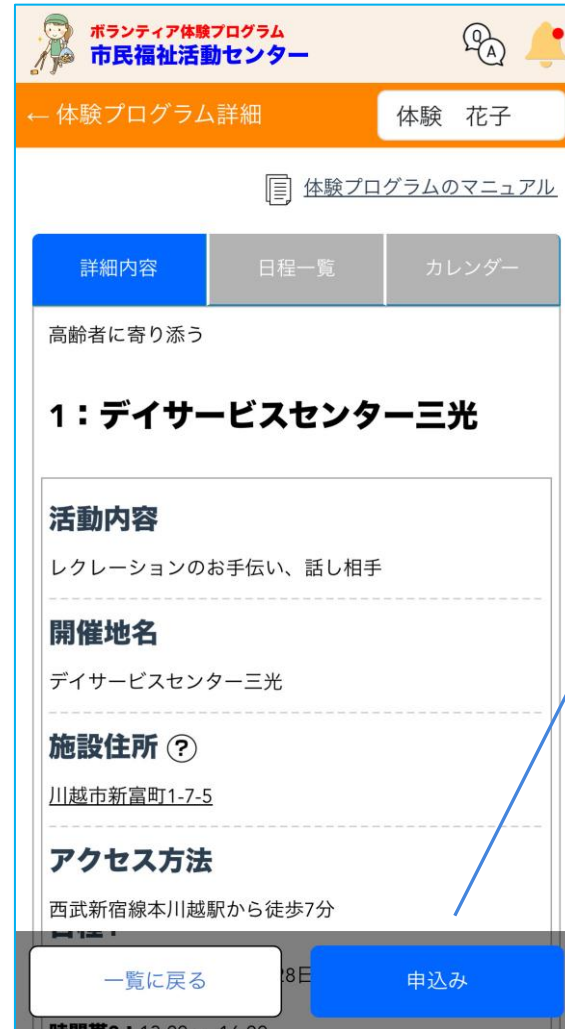 ボランティア体験プログラム
市民福祉活動センター
Q A
← 体験プログラム詳細
体験 花子
体験プログラムのマニュアル
詳細内容
日程一覧
カレンダー
高齢者に寄り添う
1：デイサービスセンター三光
活動内容
レクレーションのお手伝い、話し相手
開催地名
デイサービスセンター三光
施設住所 ?
川越市新富町1-7-5
アクセス方法
西武新宿線本川越駅から徒歩7分
一覧に戻る
申込み